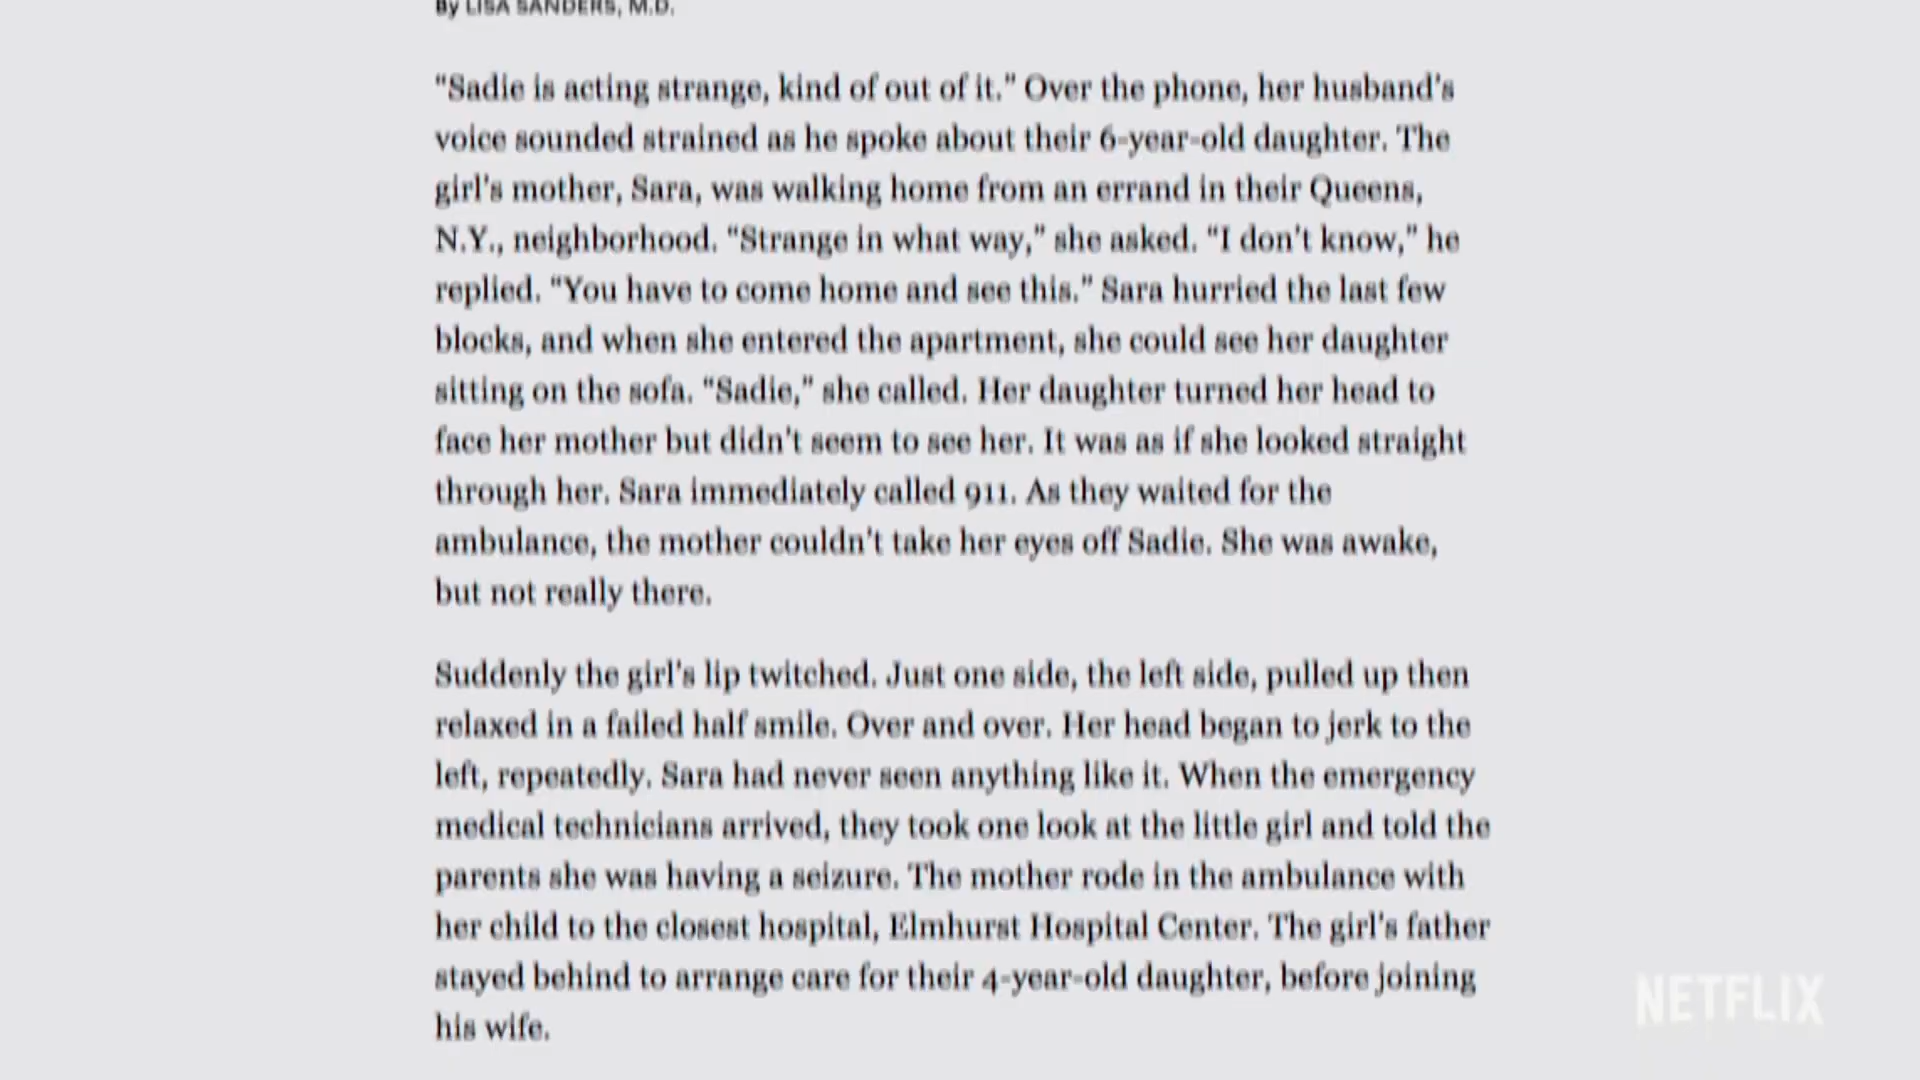 By LISA SANDERS, M.D.
“Sadie is acting strange, kind of out of it.” Over the phone, her husband’s
voice sounded strained as he spoke about their 6-year-old daughter. The
girl’s mother, Sara, was walking home from an errand in their Queens,
N.Y., neighborhood. “Strange in what way,” she asked. “I don’t know,” he
replied. “You have to come home and see this.” Sara hurried the last few
blocks, and when she entered the apartment, she could see her daughter
sitting on the sofa. “Sadie,” she called. Her daughter turned her head to
face her mother but didn’t seem to see her. It was as if she looked straight
through her. Sara immediately called 911. As they waited for the
ambulance, the mother couldn’t take her eyes off Sadie. She was awake,
but not really there.
Suddenly the girl’s lip twitched. Just one side, the left side, pulled up then
relaxed in a failed half smile. Over and over. Her head began to jerk to the
left, repeatedly. Sara had never seen anything like it. When the emergency
medical technicians arrived, they took one look at the little girl and told the
parents she was having a seizure. The mother rode in the ambulance with
her child to the closest hospital, Elmhurst Hospital Center. The girl’s father
stayed behind to arrange care for their 4-year-old daughter, before joining
his wife.
NETFLIX